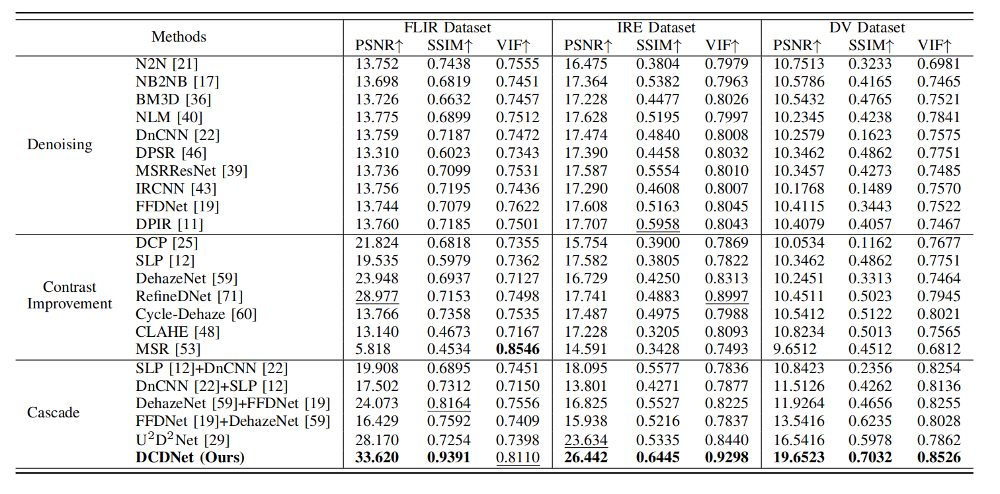 Methods FLIR Dataset IRE Dataset DV Dataset
PSNR↑ SSIM↑ VIF↑ PSNR↑ SSIM↑ VIF↑ PSNR↑ SSIM↑ VIF↑
Denoising
N2N [21] 13.752 0.7438 0.7555 16.475 0.3804 0.7979 10.7513 0.3233 0.6981
NB2NB [17] 13.698 0.6819 0.7451 17.364 0.5382 0.7963 10.5786 0.4165 0.7465
BM3D [36] 13.726 0.6632 0.7457 17.228 0.4477 0.8026 10.5432 0.4765 0.7521
NLM [40] 13.775 0.6899 0.7512 17.628 0.5195 0.7997 10.2345 0.4238 0.7841
DnCNN [22] 13.759 0.7187 0.7472 17.474 0.4840 0.8008 10.2579 0.1623 0.7575
DPSR [46] 13.310 0.6023 0.7343 17.390 0.4458 0.8032 10.3462 0.4862 0.7751
MSRResNet [39] 13.736 0.7099 0.7531 17.587 0.5554 0.8010 10.3457 0.4273 0.7485
IRCNN [43] 13.756 0.7195 0.7436 17.290 0.4608 0.8007 10.1768 0.1489 0.7570
FFDNet [19] 13.744 0.7079 0.7622 17.608 0.5163 0.8045 10.4115 0.3443 0.7522
DPIR [11] 13.760 0.7185 0.7501 17.707 0.5958 0.8043 10.4079 0.4057 0.7467
Contrast
Improvement
DCP [25] 21.824 0.6818 0.7355 15.754 0.3900 0.7869 10.0534 0.1162 0.7677
SLP [12] 19.535 0.5979 0.7362 17.582 0.3805 0.7822 10.3462 0.4862 0.7751
DehazeNet [59] 23.948 0.6937 0.7127 16.729 0.4250 0.8313 10.2451 0.3313 0.7464
RefineDNet [71] 28.977 0.7153 0.7498 17.741 0.4883 0.8997 10.4511 0.5023 0.7945
Cycle-Dehaze [60] 13.766 0.7358 0.7535 17.487 0.4975 0.7988 10.5412 0.5122 0.8021
CLAHE [48] 13.140 0.4673 0.7167 17.228 0.3205 0.8093 10.8234 0.5013 0.7565
MSR [53] 5.818 0.4534 0.8546 14.591 0.3428 0.7493 9.6512 0.4512 0.6812
Cascade
SLP [12]+DnCNN [22] 19.908 0.6895 0.7451 18.095 0.5577 0.7836 10.8423 0.2356 0.8254
DnCNN [22]+SLP [12] 17.502 0.7312 0.7150 13.801 0.4271 0.7877 11.5126 0.4262 0.8136
DehazeNet [59]+FFDNet [19] 24.073 0.8164 0.7556 16.825 0.5527 0.8225 11.9264 0.4656 0.8255
FFDNet [19]+DehazeNet [59] 16.429 0.7592 0.7409 15.938 0.5216 0.7837 13.5416 0.6235 0.8028
U²D²Net [29] 28.170 0.7254 0.7398 23.634 0.5335 0.8440 16.5416 0.5978 0.7862
DCDNet (Ours) 33.620 0.9391 0.8110 26.442 0.6445 0.9298 19.6523 0.7032 0.8526